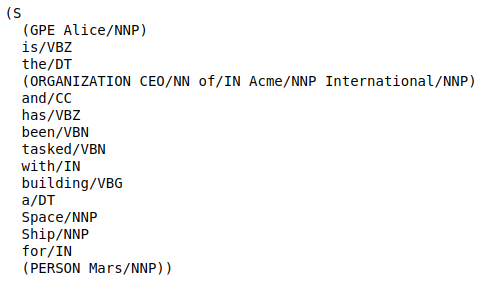 (S
  (GPE Alice/NNP)
  is/VBZ
  the/DT
  (ORGANIZATION CEO/NN of/IN Acme/NNP International/NNP)
  and/CC
  has/VBZ
  been/VBN
  tasked/VBN
  with/IN
  building/VBG
  a/DT
  Space/NNP
  Ship/NNP
  for/IN
  (PERSON Mars/NNP))